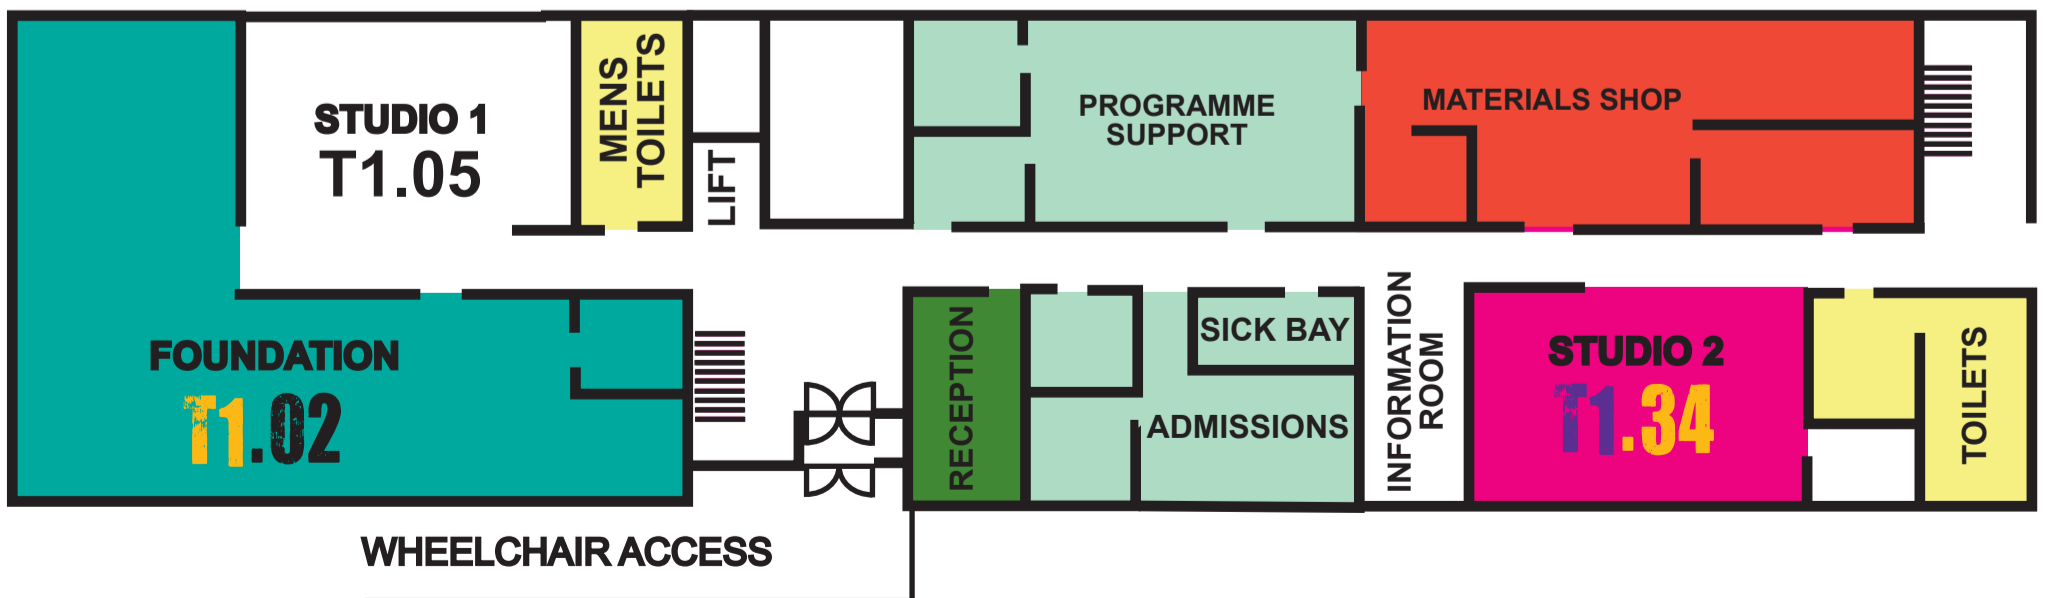 STUDIO 1
T1.05
MENS
TOILETS
LIFT
PROGRAMME
SUPPORT
MATERIALS SHOP
FOUNDATION
T1.02
RECEPTION
SICK BAY
ADMISSIONS
INFORMATION
ROOM
STUDIO 2
T1.34
TOILETS
WHEELCHAIR ACCESS